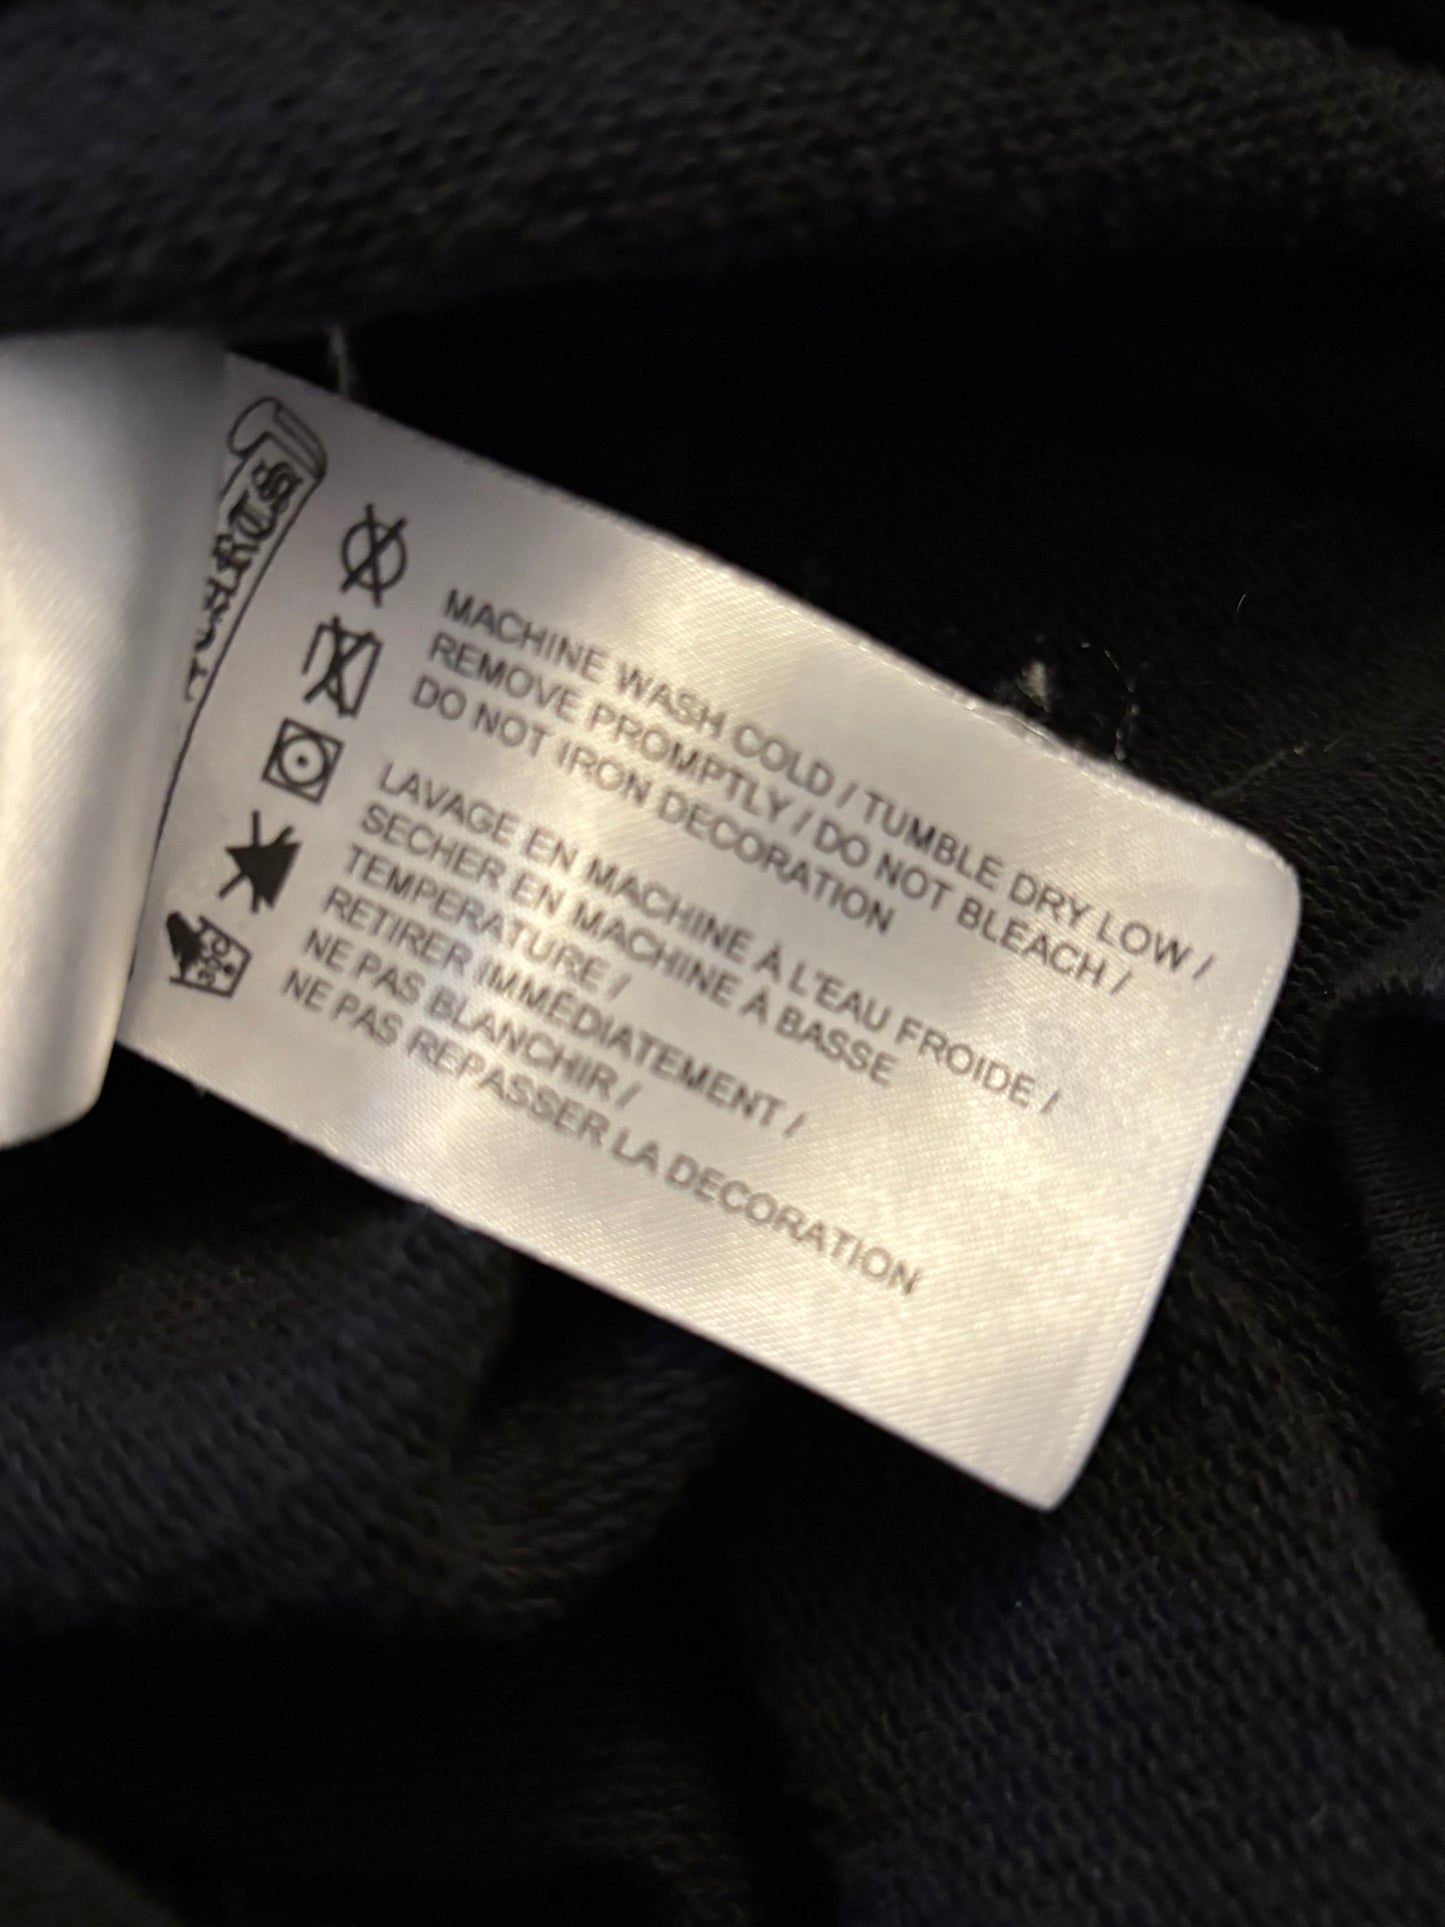 MACHINE WASH COLD / TUMBLE DRY LOW /
REMOVE PROMPTLY / DO NOT BLEACH /
DO NOT IRON DECORATION
LAVAGE EN MACHINE À L'EAU FROIDE /
SECHER EN MACHINE À BASSE
TEMPERATURE /
RETIRER IMMÉDIATEMENT /
NE PAS BLANCHIR /
NE PAS REPASSER LA DECORATION